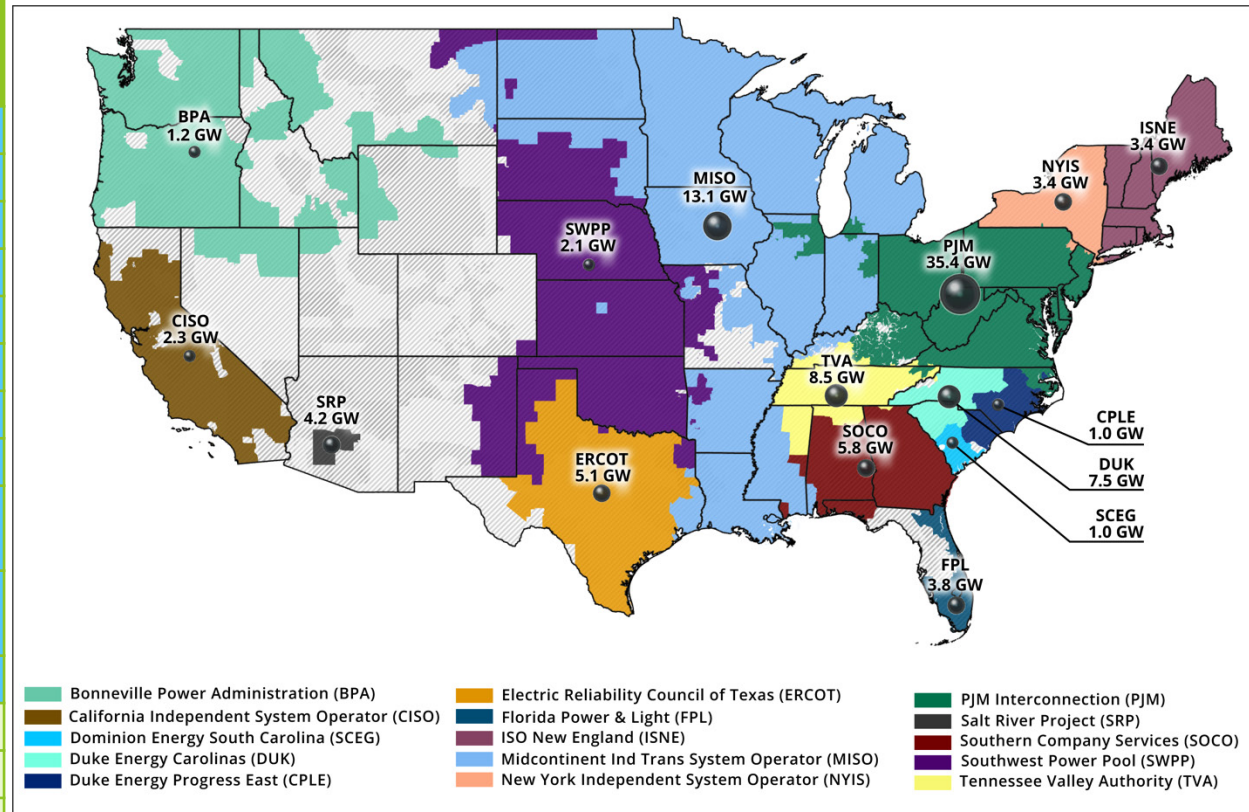 BPA
1.2 GW
ISNE
3.4 GW
NYIS
3.4 GW
MISO
13.1 GW
SWPP
2.1 GW
PJM
35.4 GW
CISO
2.3 GW
TVA
8.5 GW
SRP
4.2 GW
CPLE
1.0 GW
SOCO
5.8 GW
ERCOT
5.1 GW
DUK
7.5 GW
SCEG
1.0 GW
FPL
3.8 GW
Bonneville Power Administration (BPA)
California Independent System Operator (CISO)
Dominion Energy South Carolina (SCEG)
Duke Energy Carolinas (DUK)
Duke Energy Progress East (CPLE)
Electric Reliability Council of Texas (ERCOT)
Florida Power & Light (FPL)
ISO New England (ISNE)
Midcontinent Ind Trans System Operator (MISO)
New York Independent System Operator (NYIS)
PJM Interconnection (PJM)
Salt River Project (SRP)
Southern Company Services (SOCO)
Southwest Power Pool (SWPP)
Tennessee Valley Authority (TVA)